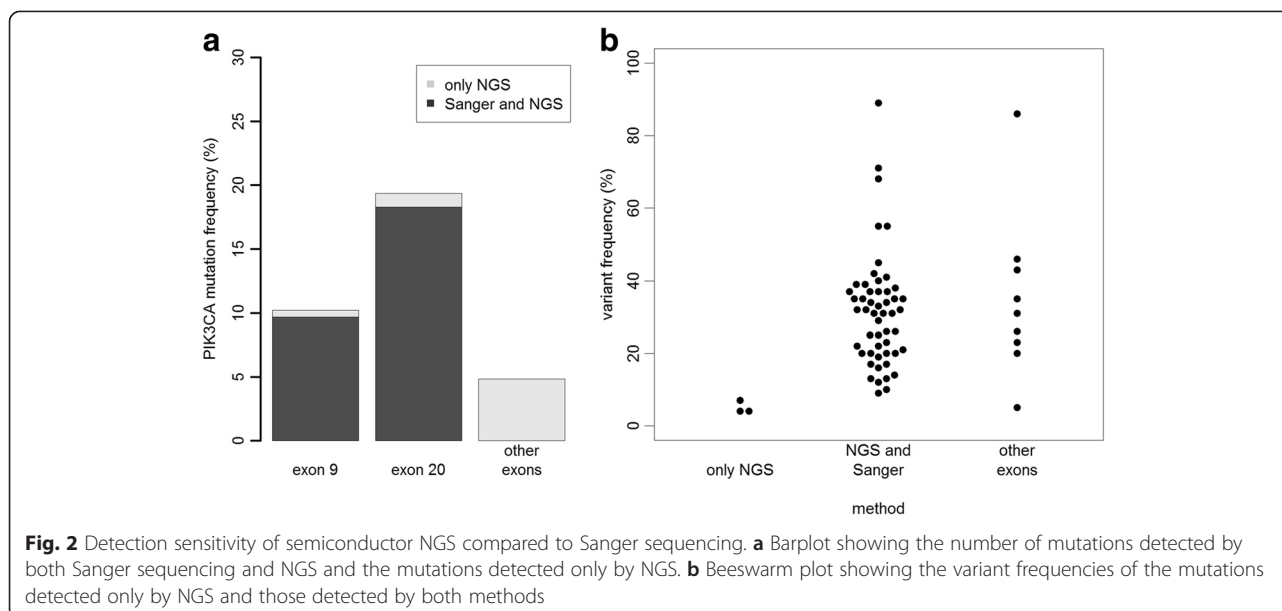 a
PIK3CA mutation frequency (%)
30
25
20
15
10
5
0
only NGS
Sanger and NGS
exon 9
exon 20
other
exons
b
variant frequency (%)
100
80
60
40
20
0
only NGS
NGS and
Sanger
other
exons
method
Fig. 2 Detection sensitivity of semiconductor NGS compared to Sanger sequencing. a Barplot showing the number of mutations detected by
both Sanger sequencing and NGS and the mutations detected only by NGS. b Beeswarm plot showing the variant frequencies of the mutations
detected only by NGS and those detected by both methods